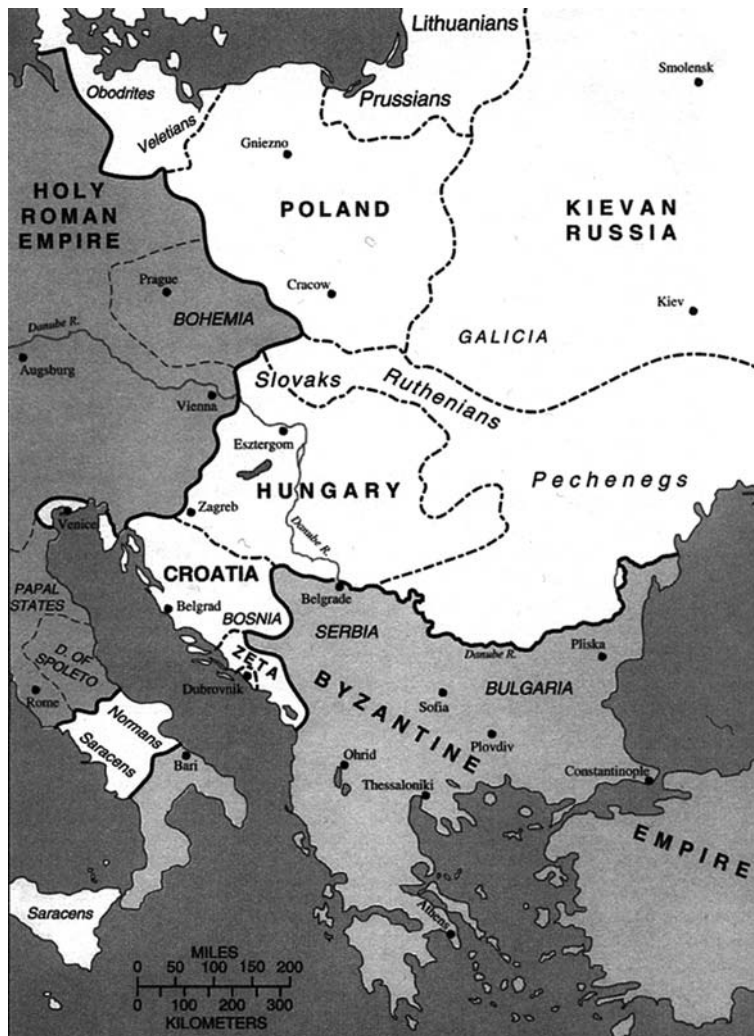 Lithuanians
Smolensk
Obodrites
Prussians
Veletians
Gniezno
HOLY
ROMAN
EMPIRE
POLAND
KIEVAN
RUSSIA
Prague
Cracow
Kiev
BOHEMIA
Danube R.
GALICIA
Augsburg
Slovaks
Ruthenians
Vienna
Esztergom
HUNGARY
Pechenegs
Zagreb
Venice
Danube R.
CROATIA
PAPAL
STATES
Belgrade
Belgrad
BOSNIA
SERBIA
D. OF
SPOLETO
ZETA
Danube R.
Pliska
Rome
Dubrovnik
BYZANTINE
Sofia
BULGARIA
Normans
Saracens
Bari
Ohrid
Plovdiv
Thessaloniki
Constantinople
EMPIRE
Saracens
Athens
MILES
0 70 140 200
0 100 200 300
KILOMETERS